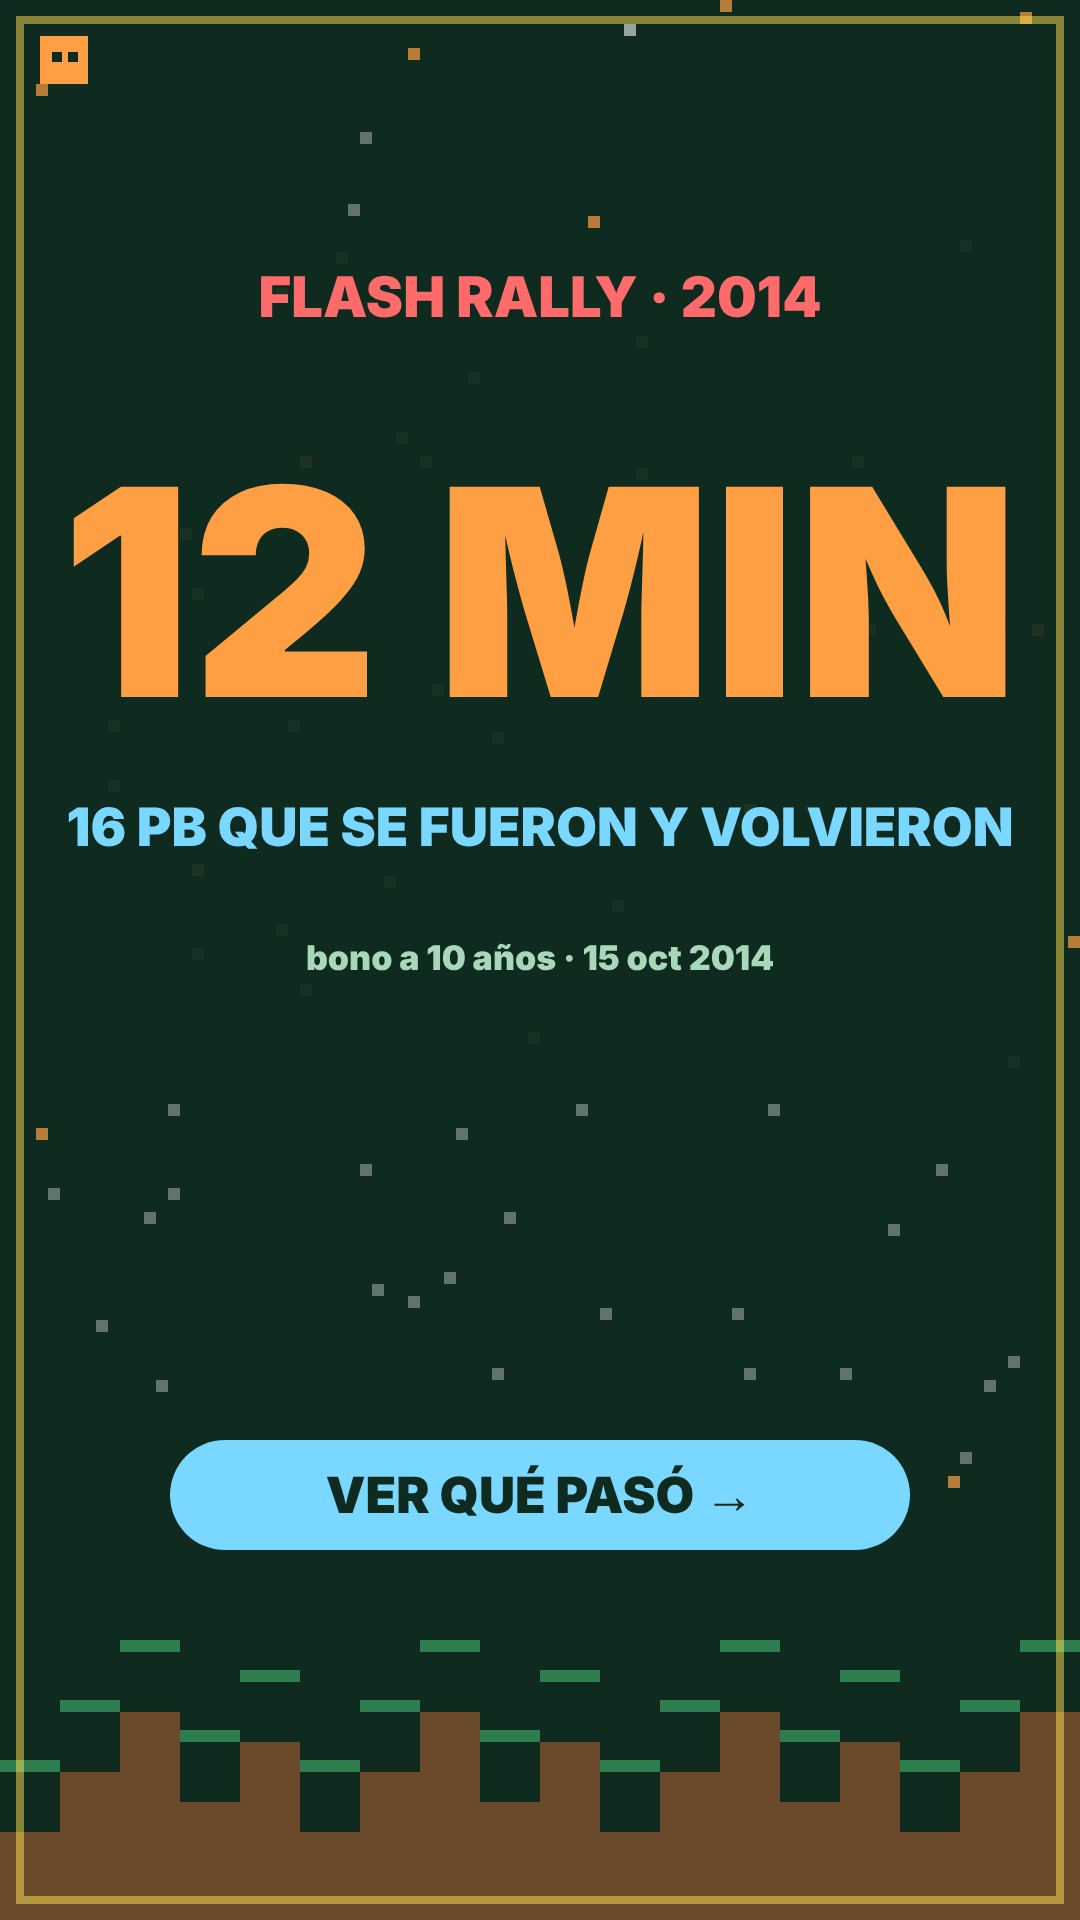 FLASH RALLY · 2014
12 MIN
16 PB QUE SE FUERON Y VOLVIERON
bono a 10 años · 15 oct 2014
VER QUÉ PASÓ →